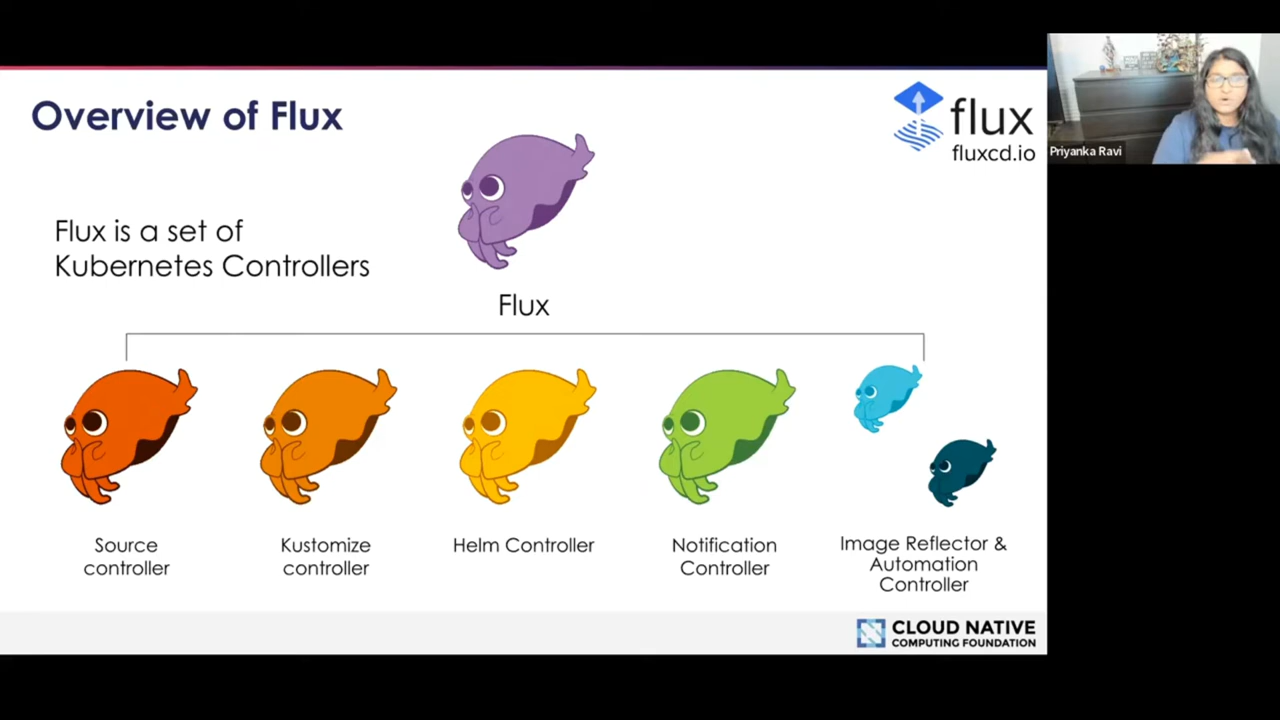 Overview of Flux
flux
fluxcd.io
Priyanka Ravi
Flux is a set of
Kubernetes Controllers
Flux
Source
controller
Kustomize
controller
Helm Controller
Notification
Controller
Image Reflector &
Automation
Controller
CLOUD NATIVE
COMPUTING FOUNDATION